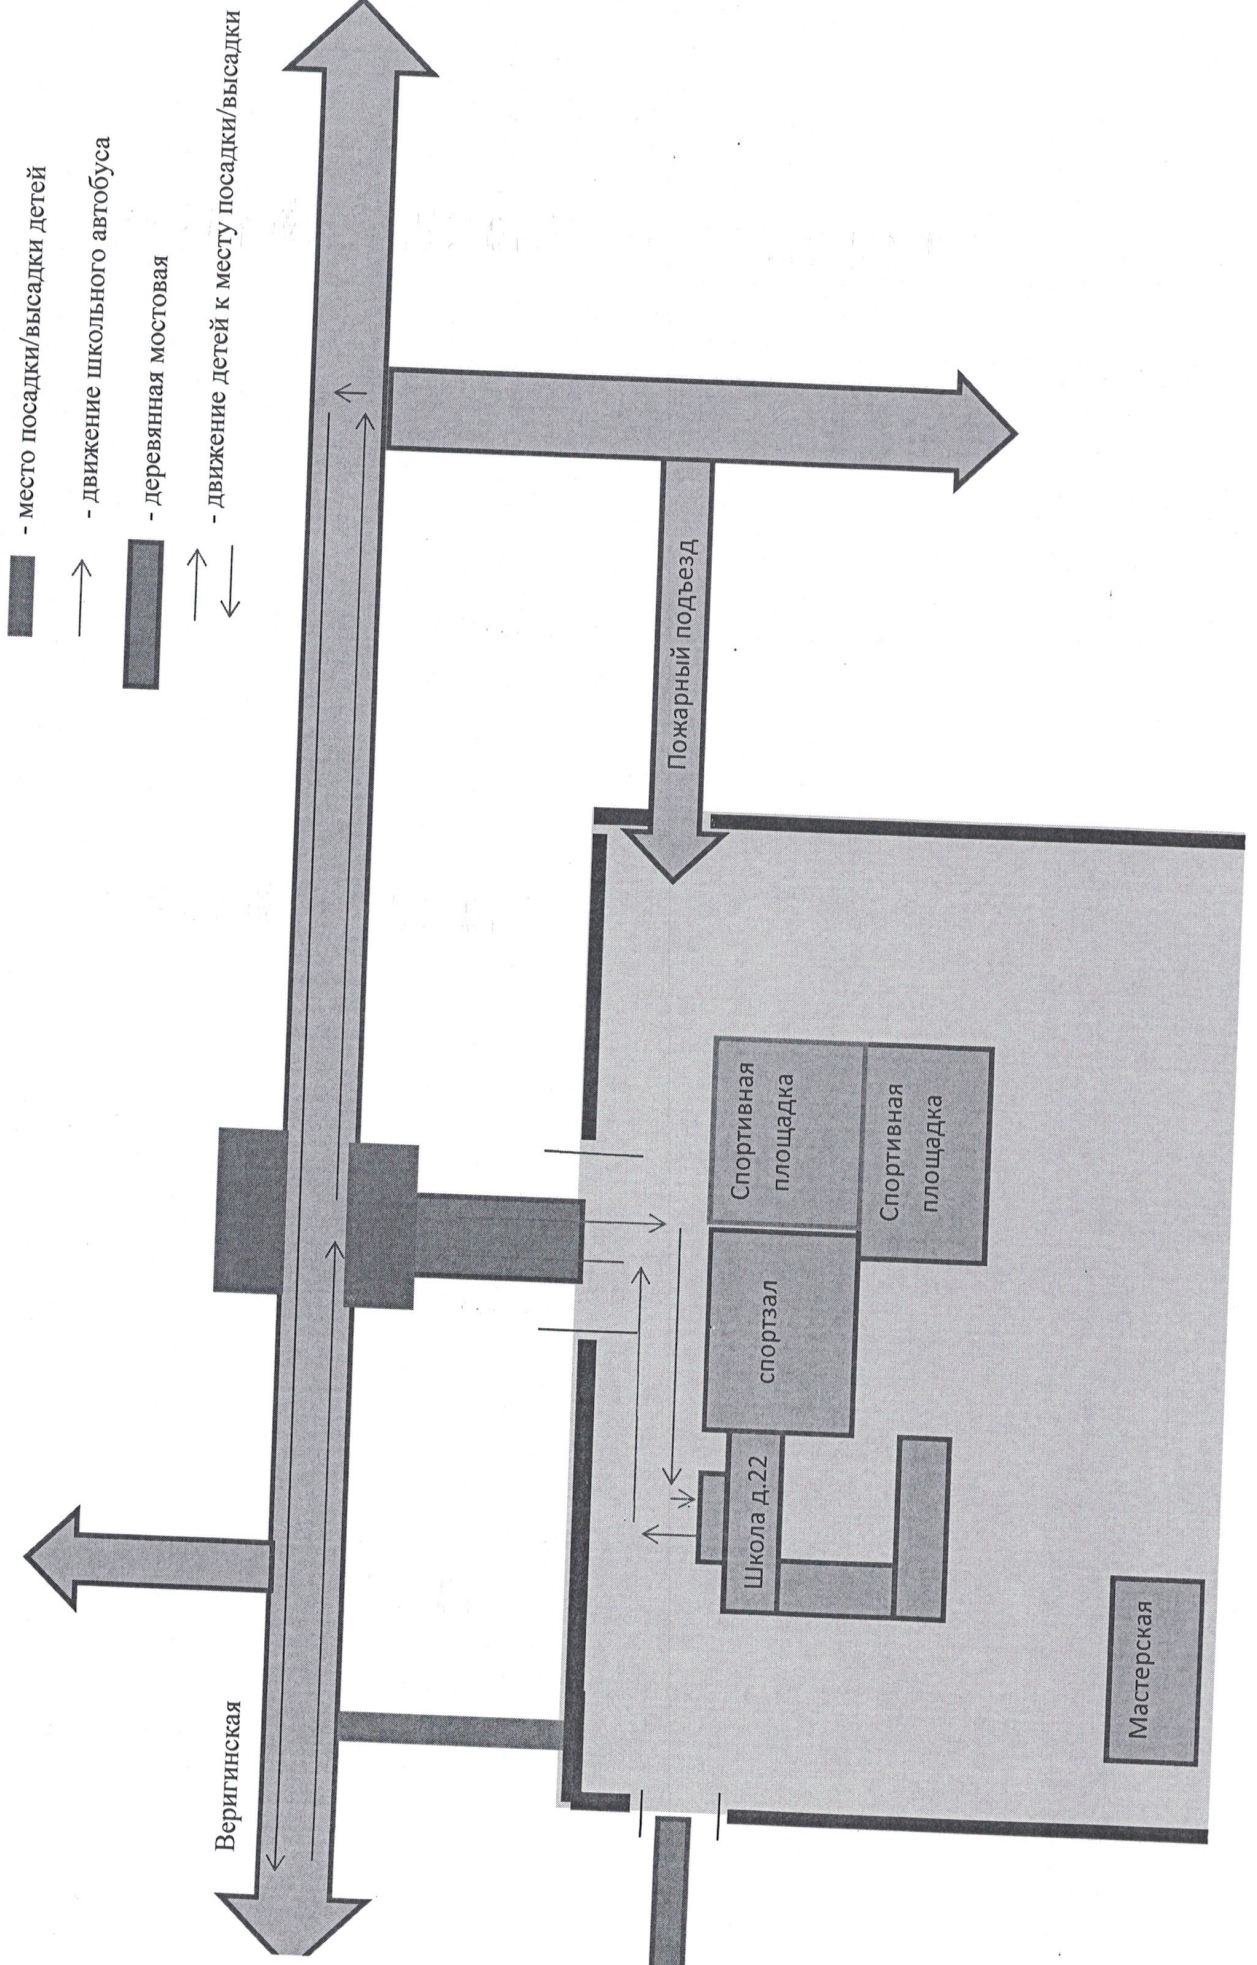 - место посадки/высадки детей
- движение школьного автобуса
- деревянная мостовая
- движение детей к месту посадки/высадки
Веригинская
Пожарный подъезд
Спортивная
площадка
Спортивная
площадка
спортзал
Школа д.22
Мастерская